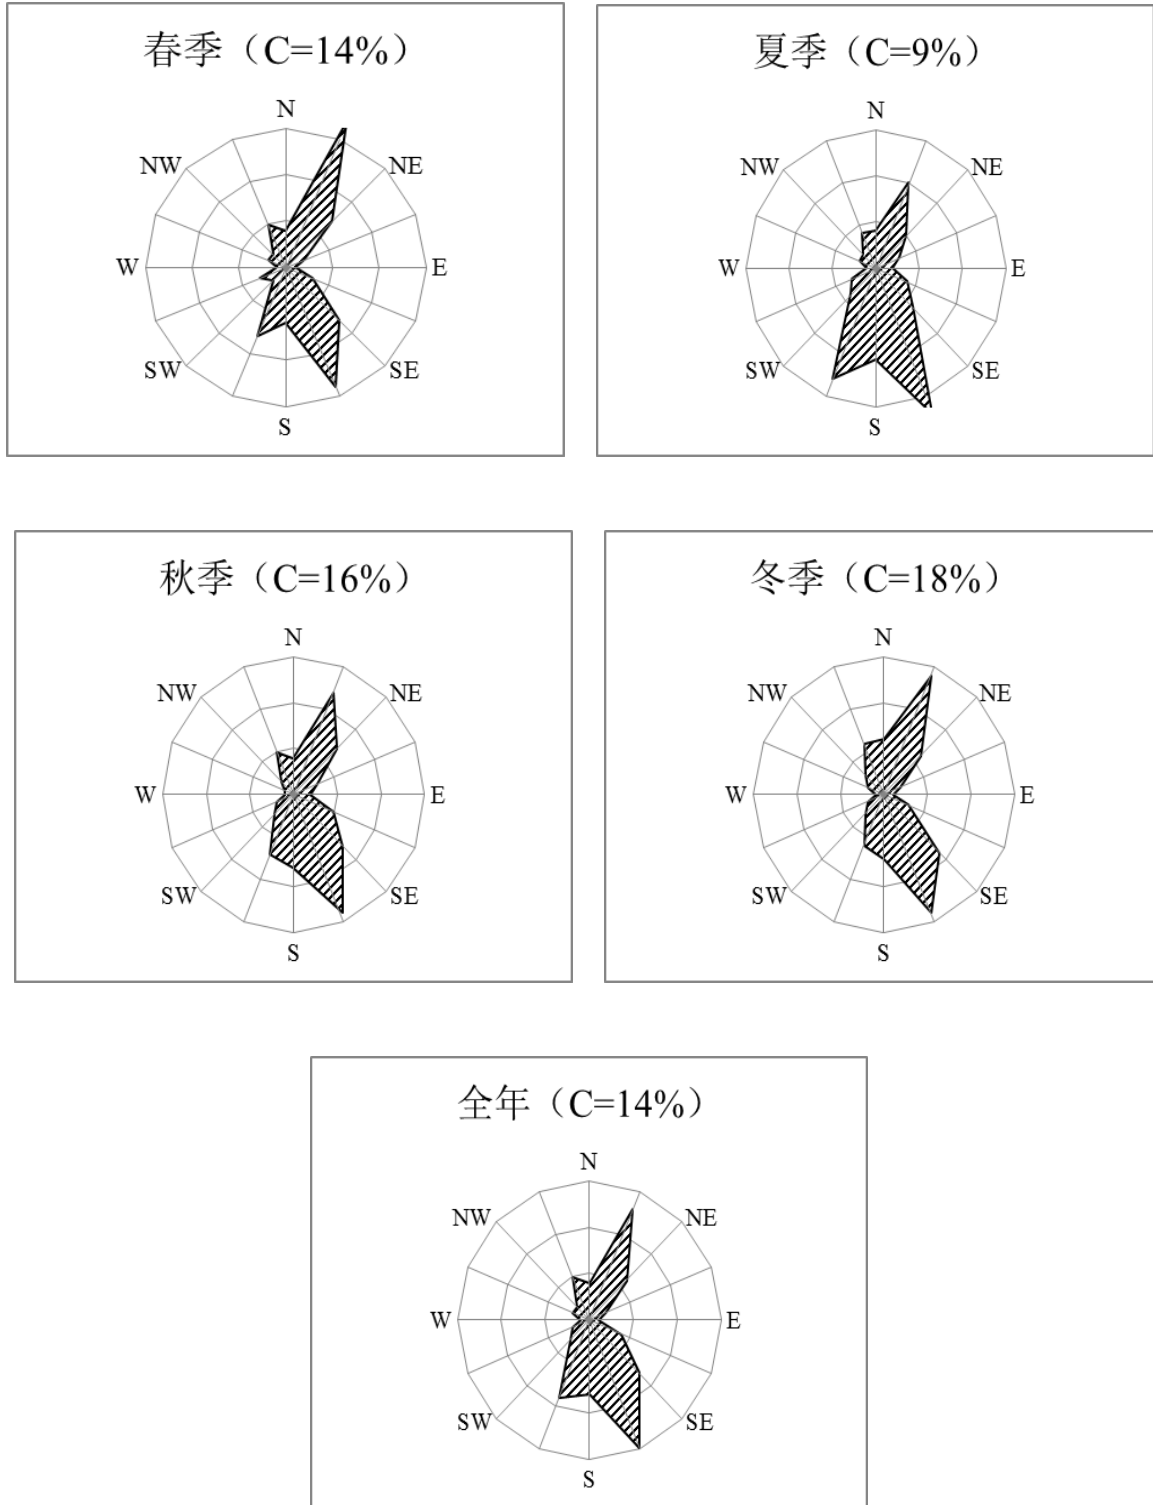 春季（C=14%）
N
NW
NE
W
E
SW
SE
S
夏季（C=9%）
N
NW
NE
W
E
SW
SE
S
秋季（C=16%）
N
NW
NE
W
E
SW
SE
S
冬季（C=18%）
N
NW
NE
W
E
SW
SE
S
全年（C=14%）
N
NW
NE
W
E
SW
SE
S